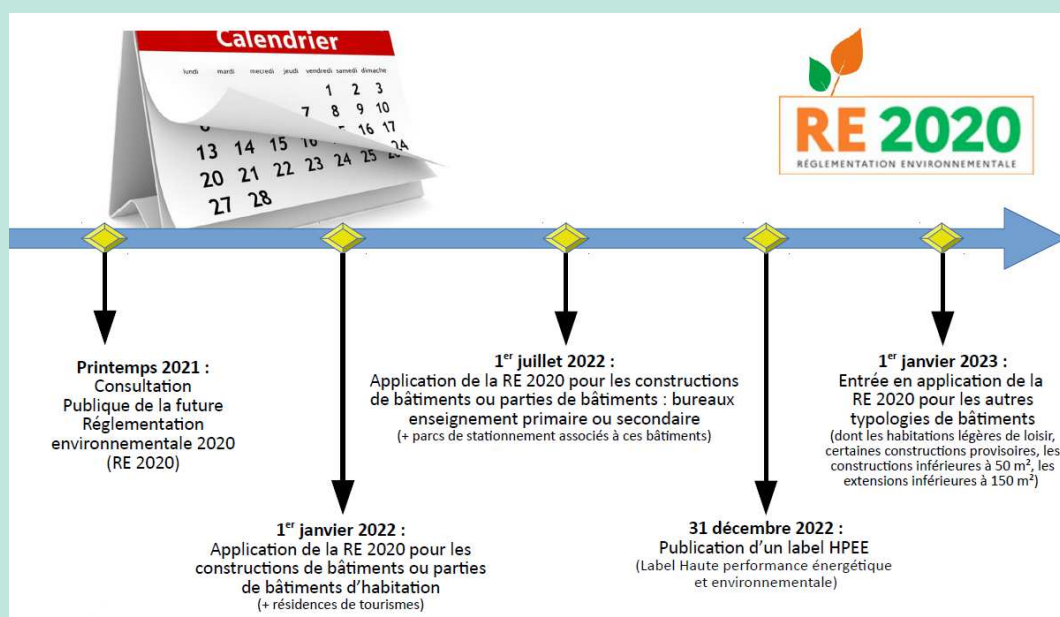 Calendrier
lundi mardi mercredi jeudi vendredi samedi dimache
1 2 3
7 8 9 10
16 17
13 14 15 24
20 21 22 23 24 25
27 28
RE 2020
RÉGLEMENTATION ENVIRONNEMENTALE
Printemps 2021 :
Consultation
Publique de la future
Réglementation
environnementale 2020
(RE 2020)
1er janvier 2022 :
Application de la RE 2020 pour les
constructions de bâtiments ou parties
de bâtiments d’habitation
(+ résidences de tourismes)
1er juillet 2022 :
Application de la RE 2020 pour les constructions
de bâtiments ou parties de bâtiments : bureaux
enseignement primaire ou secondaire
(+ parcs de stationnement associés à ces bâtiments)
31 décembre 2022 :
Publication d’un label HPEE
(Label Haute performance énergétique
et environnementale)
1er janvier 2023 :
Entrée en application de la
RE 2020 pour les autres
typologies de bâtiments
(dont les habitations légères de loisir,
certaines constructions provisoires, les
constructions inférieures à 50 m², les
extensions inférieures à 150 m²)